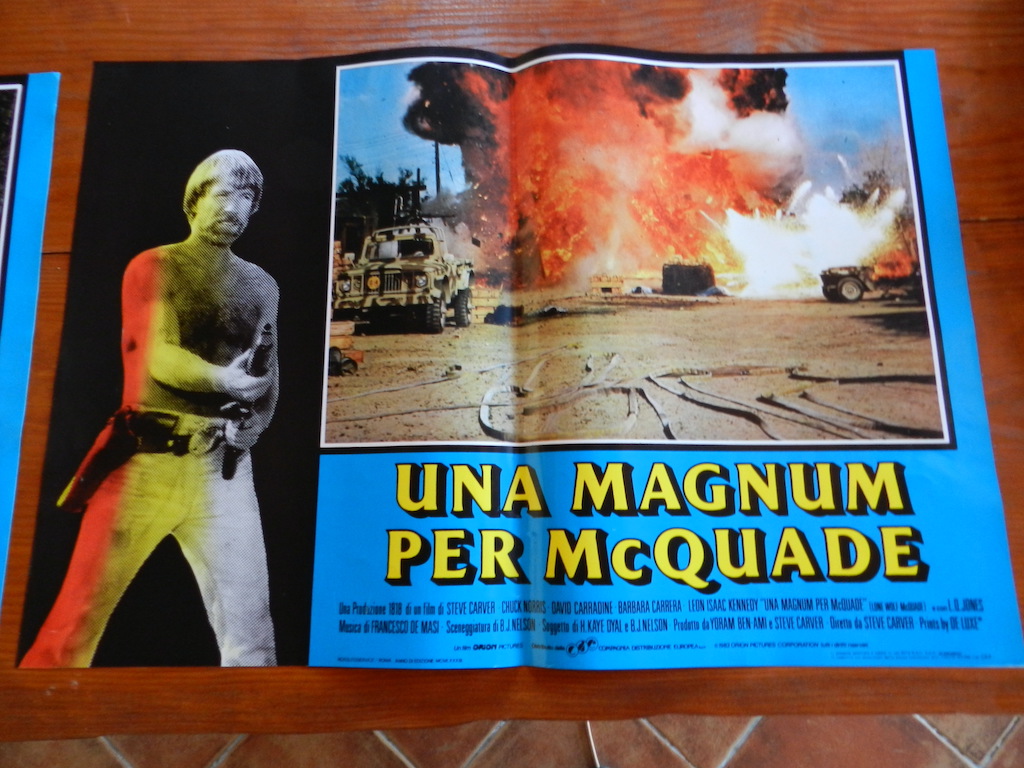 UNA MAGNUM
PER McQUADE
Una Produzione 1818 di un film di STEVE CARVER · CHUCK NORRIS · DAVID CARRADINE · BARBARA CARRERA · LEON ISAAC KENNEDY "UNA MAGNUM PER McQUADE" (LONE WOLF McQUADE) L.Q. JONES
Musica di FRANCESCO DE MASI · Sceneggiatura di B.J. NELSON · Soggetto di H. KAYE DYAL e B.J. NELSON · Prodotto da YORAM BEN AMI e STEVE CARVER · Diretto da STEVE CARVER · Prints by DE LUXE
Un film ORION PICTURES COMPAGNIA DISTRIBUZIONE EUROPEA ©1983 ORION PICTURES CORPORATION